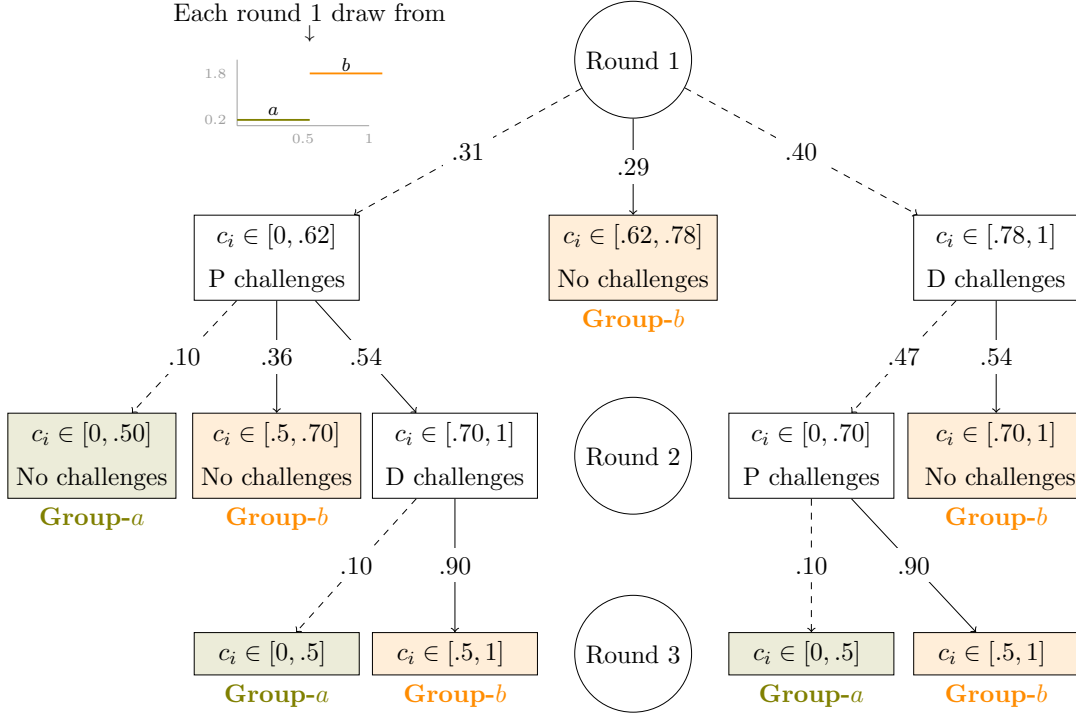 Each round 1 draw from
↓
1.8
b
a
0.2
0.5
1
Round 1
.31
.29
.40
c_i ∈ [0, .62]
P challenges
c_i ∈ [.62, .78]
No challenges
Group-b
c_i ∈ [.78, 1]
D challenges
.10
.36
.54
.47
.54
c_i ∈ [0, .50]
No challenges
Group-a
c_i ∈ [.5, .70]
No challenges
Group-b
c_i ∈ [.70, 1]
D challenges
Round 2
c_i ∈ [0, .70]
P challenges
c_i ∈ [.70, 1]
No challenges
Group-b
.10
.90
.10
.90
c_i ∈ [0, .5]
Group-a
c_i ∈ [.5, 1]
Group-b
Round 3
c_i ∈ [0, .5]
Group-a
c_i ∈ [.5, 1]
Group-b